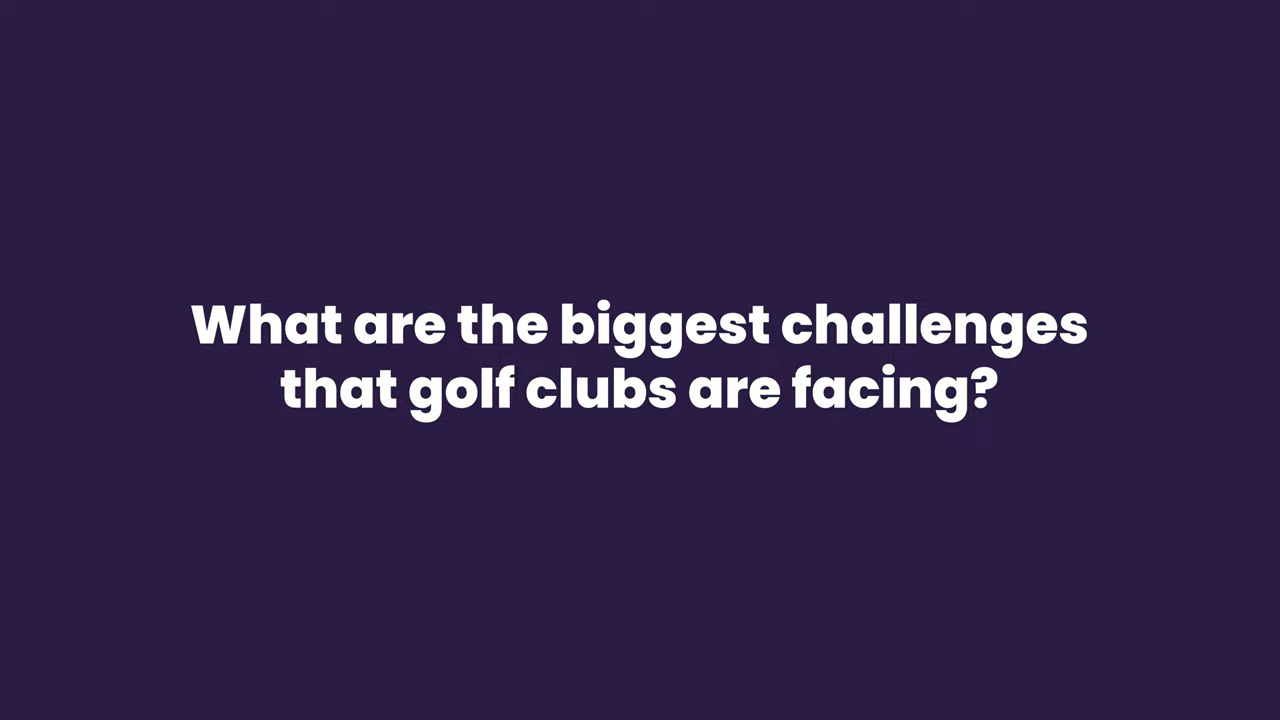 What are the biggest challenges
that golf clubs are facing?